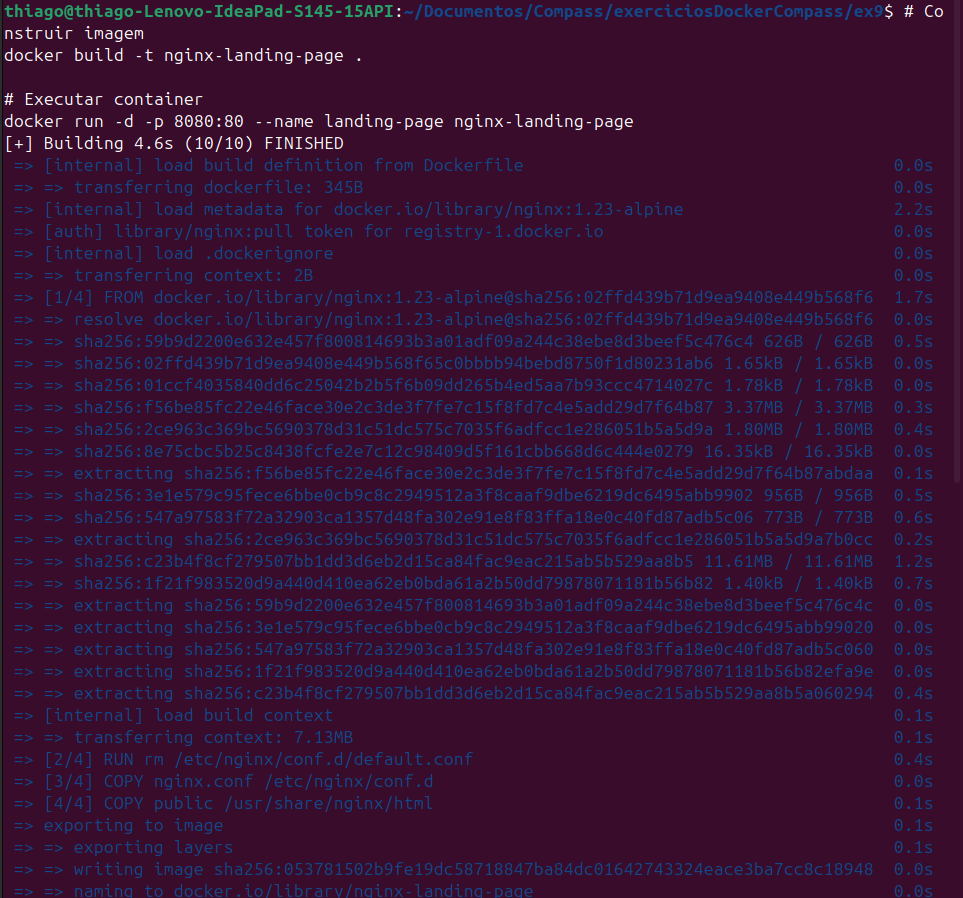 thiago@thiago-Lenovo-IdeaPad-S145-15API:~/Documentos/Compass/exerciciosDockerCompass/ex9$ # Co
nstruir imagem
docker build -t nginx-landing-page .
# Executar container
docker run -d -p 8080:80 --name landing-page nginx-landing-page
[+] Building 4.6s (10/10) FINISHED
=> [internal] load build definition from Dockerfile 0.0s
=> => transferring dockerfile: 345B 0.0s
=> [internal] load metadata for docker.io/library/nginx:1.23-alpine 2.2s
=> [auth] library/nginx:pull token for registry-1.docker.io 0.0s
=> [internal] load .dockerignore 0.0s
=> => transferring context: 2B 0.0s
=> [1/4] FROM docker.io/library/nginx:1.23-alpine@sha256:02ffd439b71d9ea9408e449b568f6 1.7s
=> => resolve docker.io/library/nginx:1.23-alpine@sha256:02ffd439b71d9ea9408e449b568f6 0.0s
=> => sha256:59b9d2200e632e457f800814693b3a01adf09a244c38ebe8d3beef5c476c4 626B / 626B 0.5s
=> => sha256:02ffd439b71d9ea9408e449b568f65c0bbbb94bebd8750f1d80231ab6 1.65kB / 1.65kB 0.0s
=> => sha256:01ccf4035840dd6c25042b2b5f6b09dd265b4ed5aa7b93ccc4714027c 1.78kB / 1.78kB 0.0s
=> => sha256:f56be85fc22e46face30e2c3de3f7fe7c15f8fd7c4e5add29d7f64b87 3.37MB / 3.37MB 0.3s
=> => sha256:2ce963c369bc5690378d31c51dc575c7035f6adfcc1e286051b5a5d9a 1.80MB / 1.80MB 0.4s
=> => sha256:8e75cbc5b25c8438fcfe2e7c12c98409d5f161cbb668d6c444e0279 16.35kB / 16.35kB 0.0s
=> => extracting sha256:f56be85fc22e46face30e2c3de3f7fe7c15f8fd7c4e5add29d7f64b87abdaa 0.1s
=> => sha256:3e1e579c95fece6bbe0cb9c8c2949512a3f8caaf9dbe6219dc6495abb9902 956B / 956B 0.5s
=> => sha256:547a97583f72a32903ca1357d48fa302e91e8f83ffa18e0c40fd87adb5c06 773B / 773B 0.6s
=> => extracting sha256:2ce963c369bc5690378d31c51dc575c7035f6adfcc1e286051b5a5d9a7b0cc 0.2s
=> => sha256:c23b4f8cf279507bb1dd3d6eb2d15ca84fac9eac215ab5b529aa8b5 11.61MB / 11.61MB 1.2s
=> => sha256:1f21f983520d9a440d410ea62eb0bda61a2b50dd79878071181b56b82 1.40kB / 1.40kB 0.7s
=> => extracting sha256:59b9d2200e632e457f800814693b3a01adf09a244c38ebe8d3beef5c476c4c 0.0s
=> => extracting sha256:3e1e579c95fece6bbe0cb9c8c2949512a3f8caaf9dbe6219dc6495abb99020 0.0s
=> => extracting sha256:547a97583f72a32903ca1357d48fa302e91e8f83ffa18e0c40fd87adb5c060 0.0s
=> => extracting sha256:1f21f983520d9a440d410ea62eb0bda61a2b50dd79878071181b56b82efa9e 0.0s
=> => extracting sha256:c23b4f8cf279507bb1dd3d6eb2d15ca84fac9eac215ab5b529aa8b5a060294 0.4s
=> [internal] load build context 0.1s
=> => transferring context: 7.13MB 0.1s
=> [2/4] RUN rm /etc/nginx/conf.d/default.conf 0.4s
=> [3/4] COPY nginx.conf /etc/nginx/conf.d 0.0s
=> [4/4] COPY public /usr/share/nginx/html 0.1s
=> exporting to image 0.1s
=> => exporting layers 0.1s
=> => writing image sha256:053781502b9fe19dc58718847ba84dc01642743324eace3ba7cc8c18948 0.0s
=> => naming to docker.io/library/nginx-landing-page 0.0s